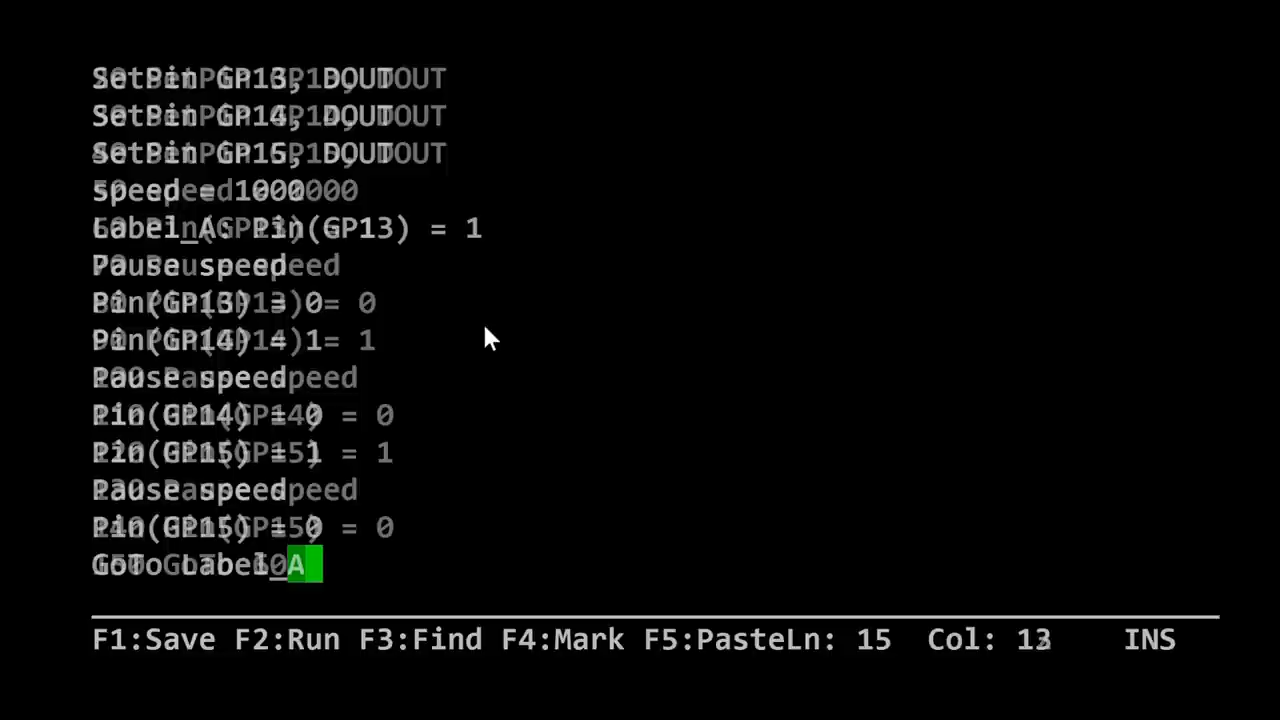 SetPin GP13, DOUT
SetPin GP14, DOUT
SetPin GP15, DOUT
speed = 1000
Label_A: Pin(GP13) = 1
Pause speed
Pin(GP13) = 0
Pin(GP14) = 1
Pause speed
Pin(GP14) = 0
Pin(GP15) = 1
Pause speed
Pin(GP15) = 0
GoTo Label_A
F1:Save F2:Run F3:Find F4:Mark F5:PasteLn: 15 Col: 13 INS